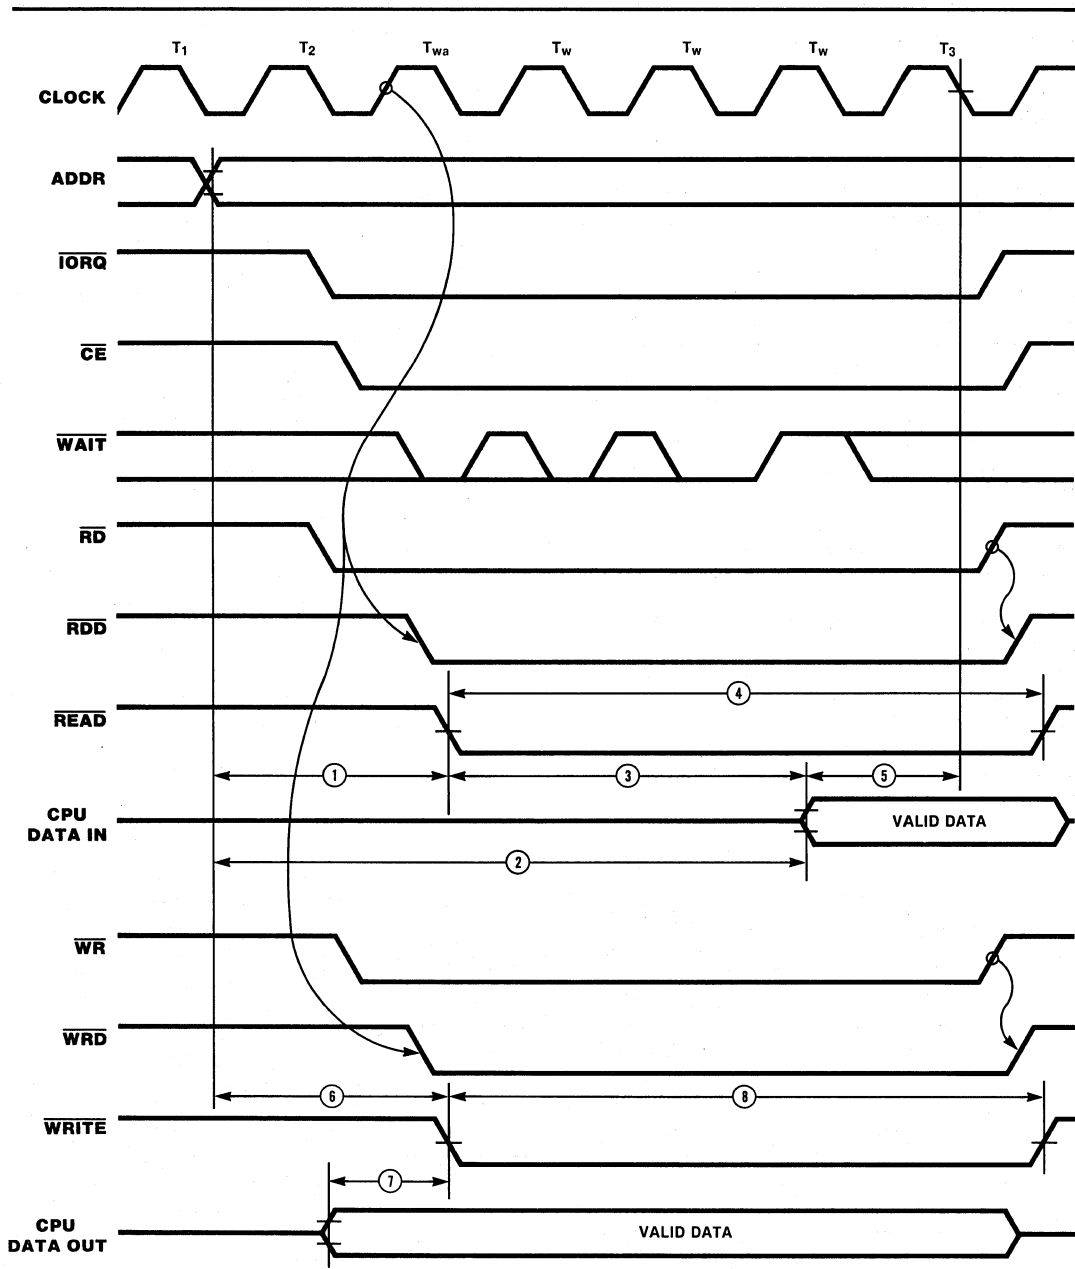 T1 T2 Twa Tw Tw Tw T3
CLOCK
ADDR
IORQ
CE
WAIT
RD
RDD
4
READ
1 3 5
CPU
DATA IN
VALID DATA
2
WR
WRD
6 8
WRITE
7
CPU
DATA OUT
VALID DATA